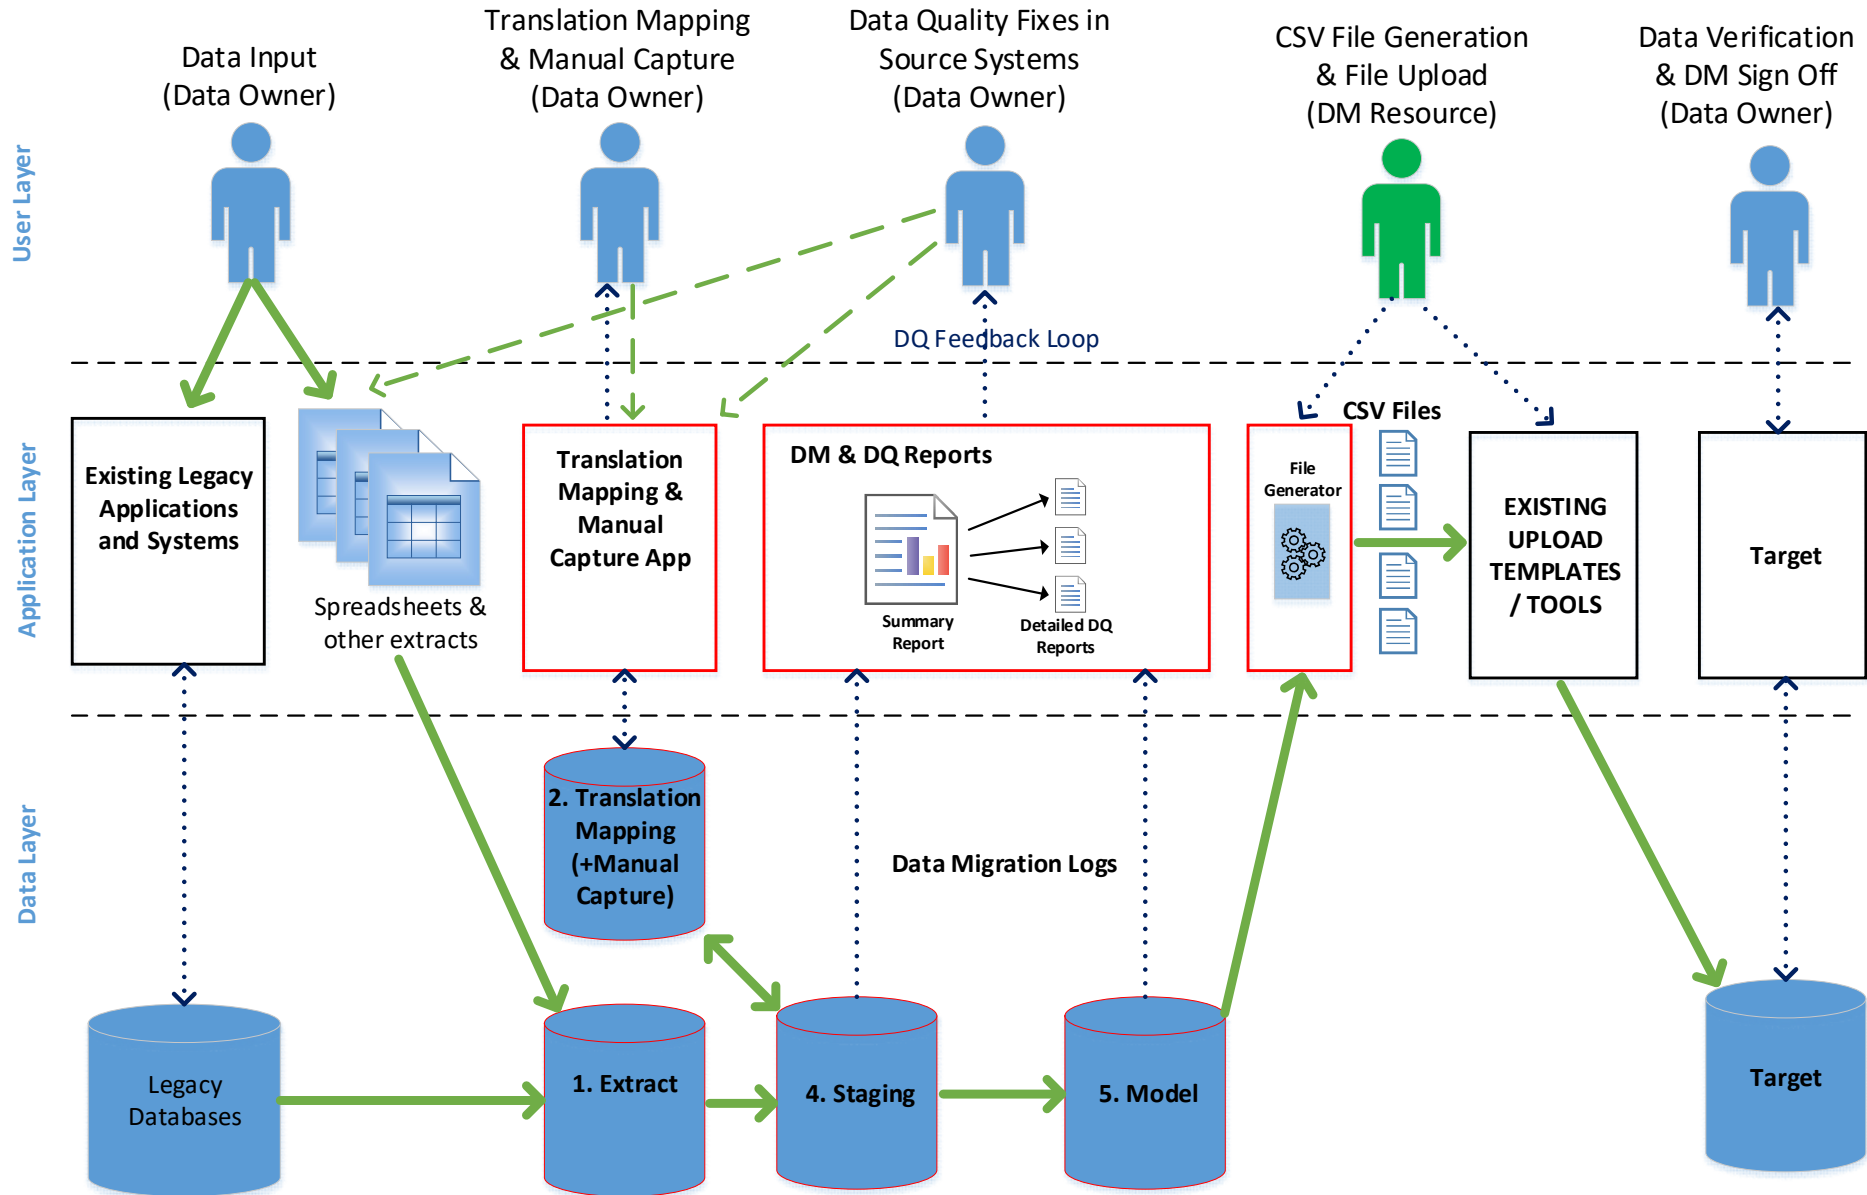 Data Input
(Data Owner)
Translation Mapping
& Manual Capture
(Data Owner)
Data Quality Fixes in
Source Systems
(Data Owner)
CSV File Generation
& File Upload
(DM Resource)
Data Verification
& DM Sign Off
(Data Owner)
User Layer
DQ Feedback Loop
Application Layer
Existing Legacy
Applications
and Systems
Spreadsheets &
other extracts
Translation
Mapping &
Manual
Capture App
DM & DQ Reports
Summary
Report
Detailed DQ
Reports
File
Generator
CSV Files
EXISTING
UPLOAD
TEMPLATES
/ TOOLS
Target
Data Layer
2. Translation
Mapping
(+Manual
Capture)
Data Migration Logs
Legacy
Databases
1. Extract
4. Staging
5. Model
Target